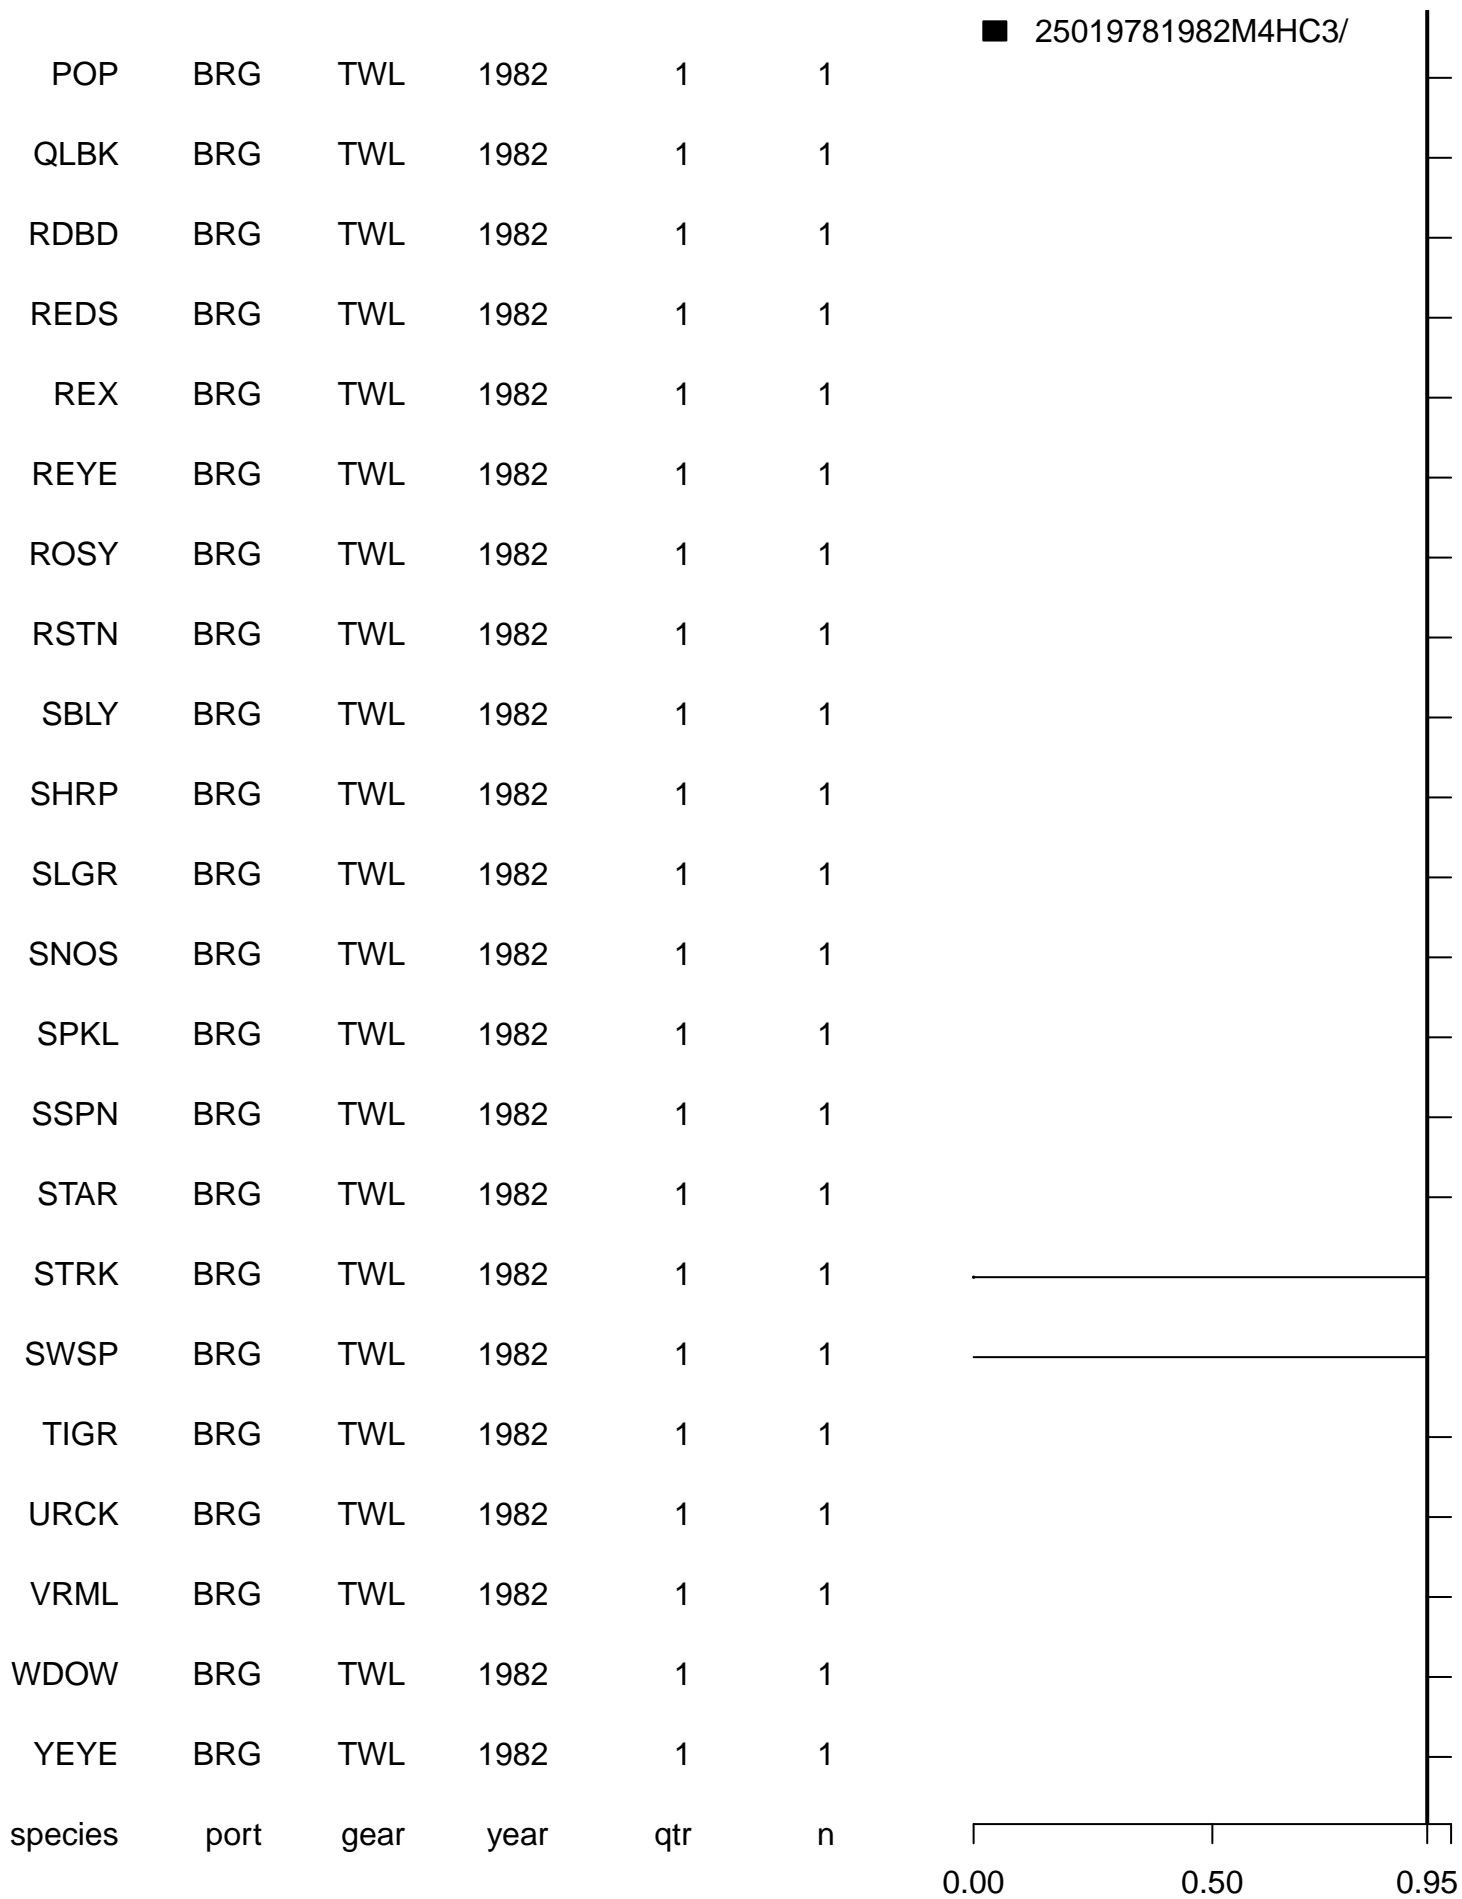 25019781982M4HC3/
POP BRG TWL 1982 1 1
QLBK BRG TWL 1982 1 1
RDBD BRG TWL 1982 1 1
REDS BRG TWL 1982 1 1
REX BRG TWL 1982 1 1
REYE BRG TWL 1982 1 1
ROSY BRG TWL 1982 1 1
RSTN BRG TWL 1982 1 1
SBLY BRG TWL 1982 1 1
SHRP BRG TWL 1982 1 1
SLGR BRG TWL 1982 1 1
SNOS BRG TWL 1982 1 1
SPKL BRG TWL 1982 1 1
SSPN BRG TWL 1982 1 1
STAR BRG TWL 1982 1 1
STRK BRG TWL 1982 1 1
SWSP BRG TWL 1982 1 1
TIGR BRG TWL 1982 1 1
URCK BRG TWL 1982 1 1
VRML BRG TWL 1982 1 1
WDOW BRG TWL 1982 1 1
YEYE BRG TWL 1982 1 1
species port gear year qtr n
0.00 0.50 0.95